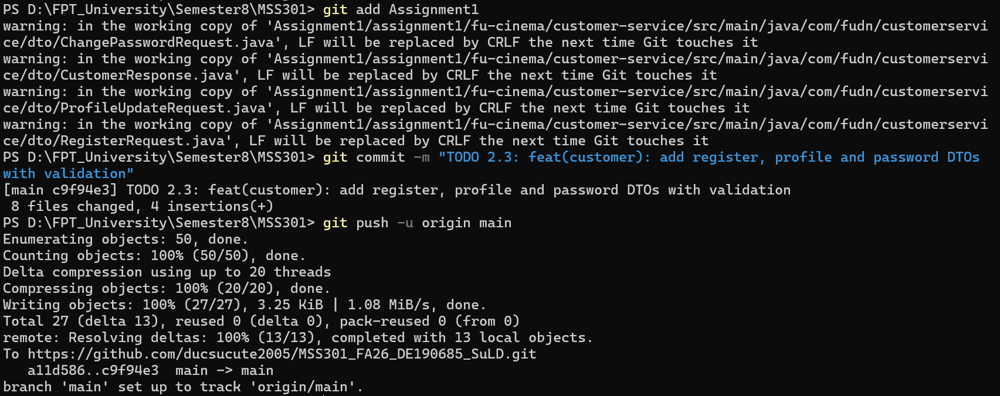 PS D:\FPT_University\Semester8\MSS301> git add Assignment1
warning: in the working copy of 'Assignment1/assignment1/fu-cinema/customer-service/src/main/java/com/fudn/customerservi
ce/dto/ChangePasswordRequest.java', LF will be replaced by CRLF the next time Git touches it
warning: in the working copy of 'Assignment1/assignment1/fu-cinema/customer-service/src/main/java/com/fudn/customerservi
ce/dto/CustomerResponse.java', LF will be replaced by CRLF the next time Git touches it
warning: in the working copy of 'Assignment1/assignment1/fu-cinema/customer-service/src/main/java/com/fudn/customerservi
ce/dto/ProfileUpdateRequest.java', LF will be replaced by CRLF the next time Git touches it
warning: in the working copy of 'Assignment1/assignment1/fu-cinema/customer-service/src/main/java/com/fudn/customerservi
ce/dto/RegisterRequest.java', LF will be replaced by CRLF the next time Git touches it
PS D:\FPT_University\Semester8\MSS301> git commit -m "TODO 2.3: feat(customer): add register, profile and password DTOs
with validation"
[main c9f94e3] TODO 2.3: feat(customer): add register, profile and password DTOs with validation
 8 files changed, 4 insertions(+)
PS D:\FPT_University\Semester8\MSS301> git push -u origin main
Enumerating objects: 50, done.
Counting objects: 100% (50/50), done.
Delta compression using up to 20 threads
Compressing objects: 100% (20/20), done.
Writing objects: 100% (27/27), 3.25 KiB | 1.08 MiB/s, done.
Total 27 (delta 13), reused 0 (delta 0), pack-reused 0 (from 0)
remote: Resolving deltas: 100% (13/13), completed with 13 local objects.
To https://github.com/ducsucute2005/MSS301_FA26_DE190685_SuLD.git
   a11d586..c9f94e3  main -> main
branch 'main' set up to track 'origin/main'.